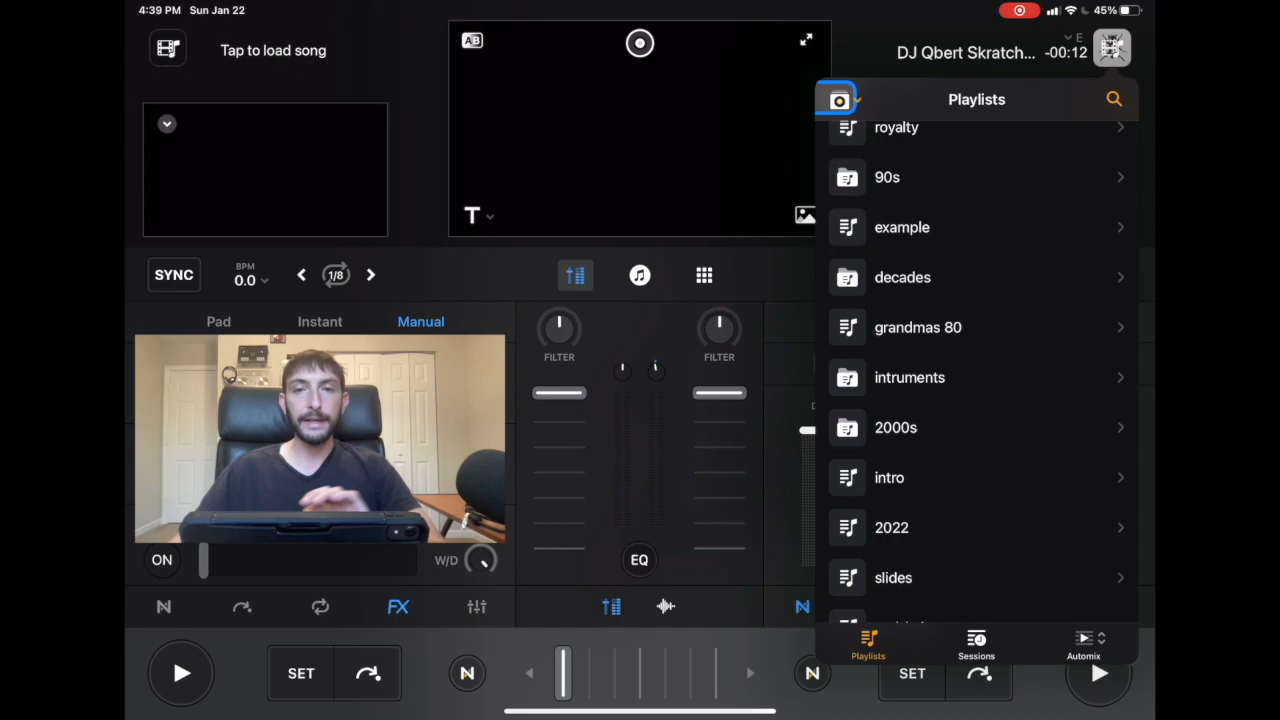 4:39 PM Sun Jan 22
45%
Tap to load song
AB
T
DJ Qbert Skratch...
E
-00:12
Playlists
royalty
90s
example
decades
grandmas 80
intruments
2000s
intro
2022
slides
Playlists
Sessions
Automix
SYNC
BPM
0.0
1/8
Pad
Instant
Manual
FILTER
FILTER
D
ON
W/D
EQ
N
FX
N
SET
N
N
SET